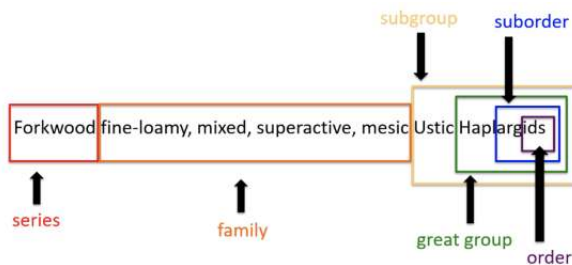 subgroup
suborder
Forkwood fine-loamy, mixed, superactive, mesic Ustic Haplargids
series
family
great group
order